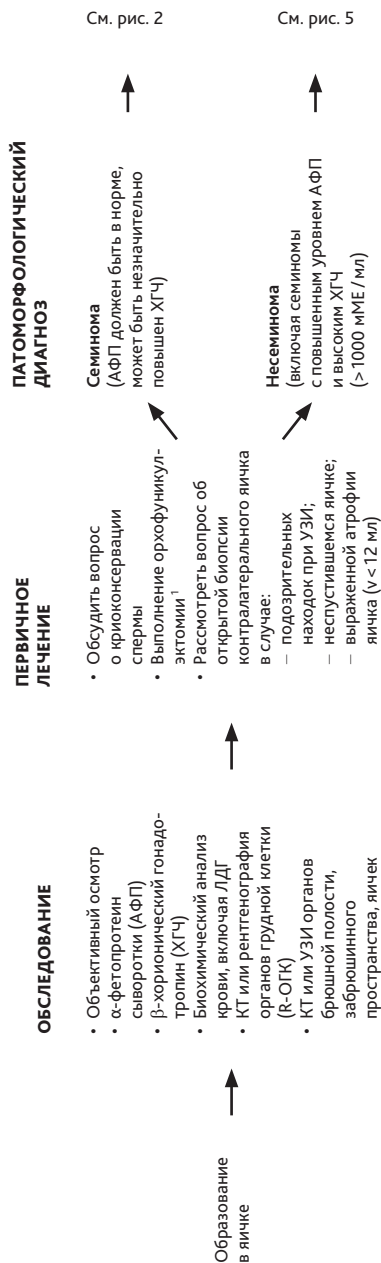 Образование
в яичке
ОБСЛЕДОВАНИЕ
• Объективный осмотр
• α-фетопротеин
сыворотки (АФП)
• β-хорионический гонадо-
тропин (ХГЧ)
• Биохимический анализ
крови, включая ЛДГ
• КТ или рентгенография
органов грудной клетки
(R-ОГК)
• КТ или УЗИ органов
брюшной полости,
забрюшинного
пространства, яичек
ПЕРВИЧНОЕ
ЛЕЧЕНИЕ
• Обсудить вопрос
о криоконсервации
спермы
• Выполнение орхофуникул-
эктомии¹
• Рассмотреть вопрос об
открытой биопсии
контралатерального яичка
в случае:
– подозрительных
находок при УЗИ;
– неспустившемся яичке;
– выраженной атрофии
яичка (v < 12 мл)
ПАТОМОРФОЛОГИЧЕСКИЙ
ДИАГНОЗ
Семинома
(АФП должен быть в норме,
может быть незначительно
повышен ХГЧ)
Несеминома
(включая семиномы
с повышенным уровнем АФП
и высоким ХГЧ
(> 1000 мМЕ / мл)
См. рис. 2
См. рис. 5